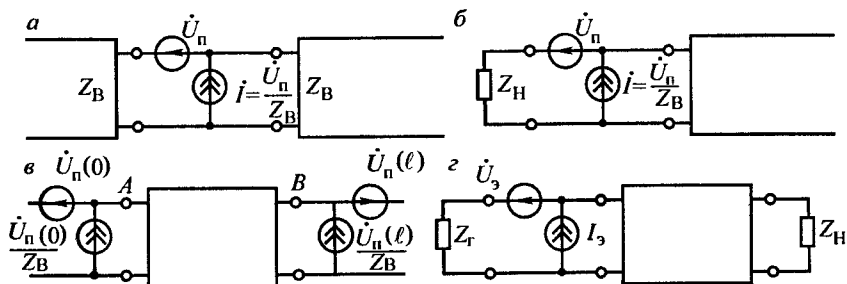 а
U̇п
Zв
İ=U̇п/Zв
Zв
б
U̇п
Zн
İ=U̇п/Zв
в
U̇п(0)
A
B
U̇п(ℓ)
U̇п(0)/Zв
U̇п(ℓ)/Zв
г
U̇э
Zг
Iэ
Zн